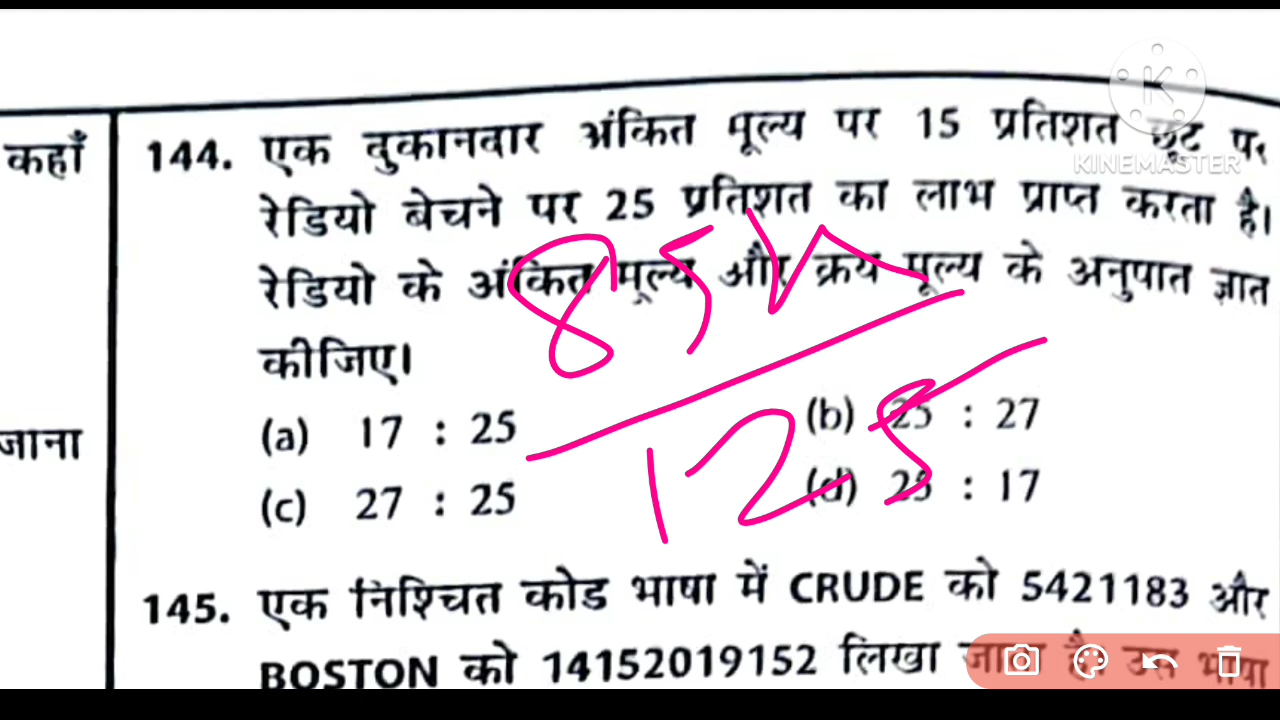 KINEMASTER
कहाँ
144. एक दुकानदार अंकित मूल्य पर 15 प्रतिशत छूट पर
रेडियो बेचने पर 25 प्रतिशत का लाभ प्राप्त करता है।
रेडियो के अंकित मूल्य और क्रय मूल्य के अनुपात ज्ञात
कीजिए।
जाना
(a) 17 : 25 (b) 25 : 27
(c) 27 : 25 (d) 25 : 17
85
125
145. एक निश्चित कोड भाषा में CRUDE को 5421183 और
BOSTON को 14152019152 लिखा जाता है। उस भाषा